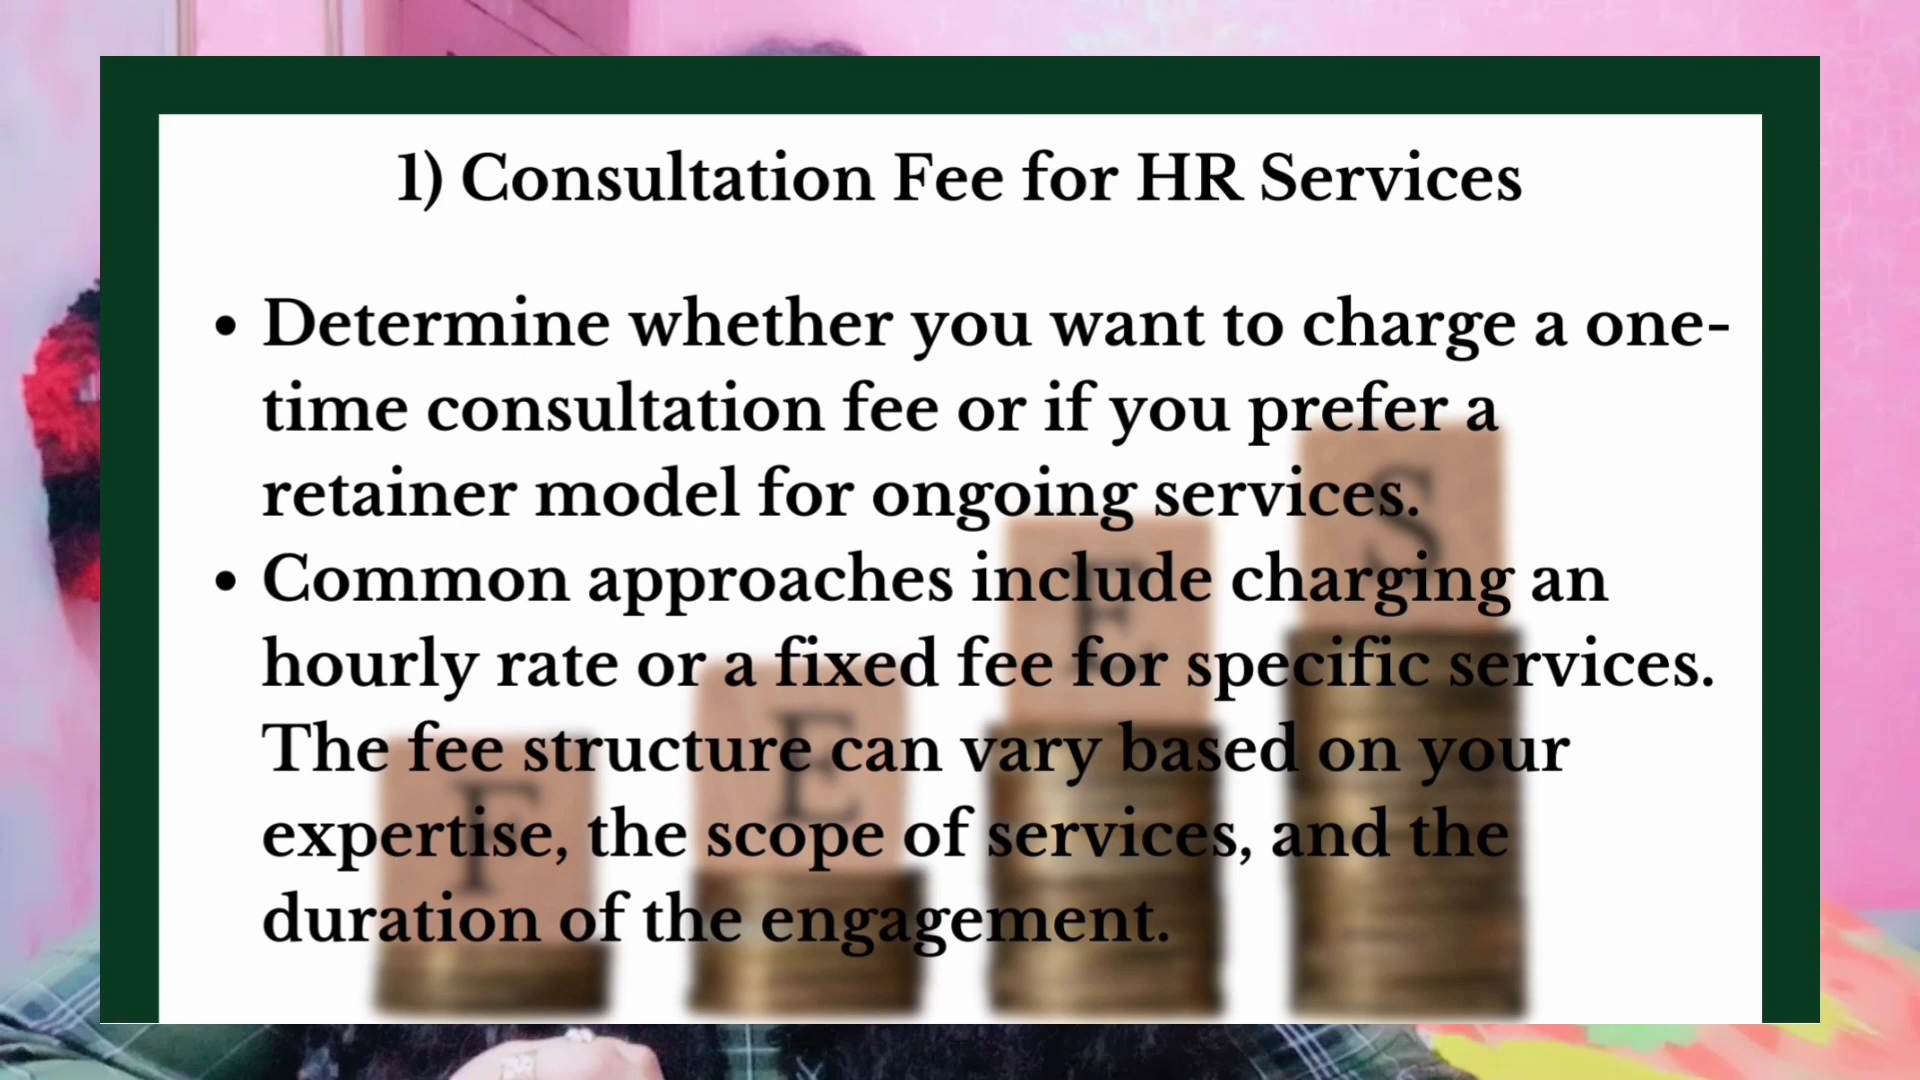 1) Consultation Fee for HR Services
• Determine whether you want to charge a one-
time consultation fee or if you prefer a
retainer model for ongoing services.
• Common approaches include charging an
hourly rate or a fixed fee for specific services.
The fee structure can vary based on your
expertise, the scope of services, and the
duration of the engagement.
F E E S